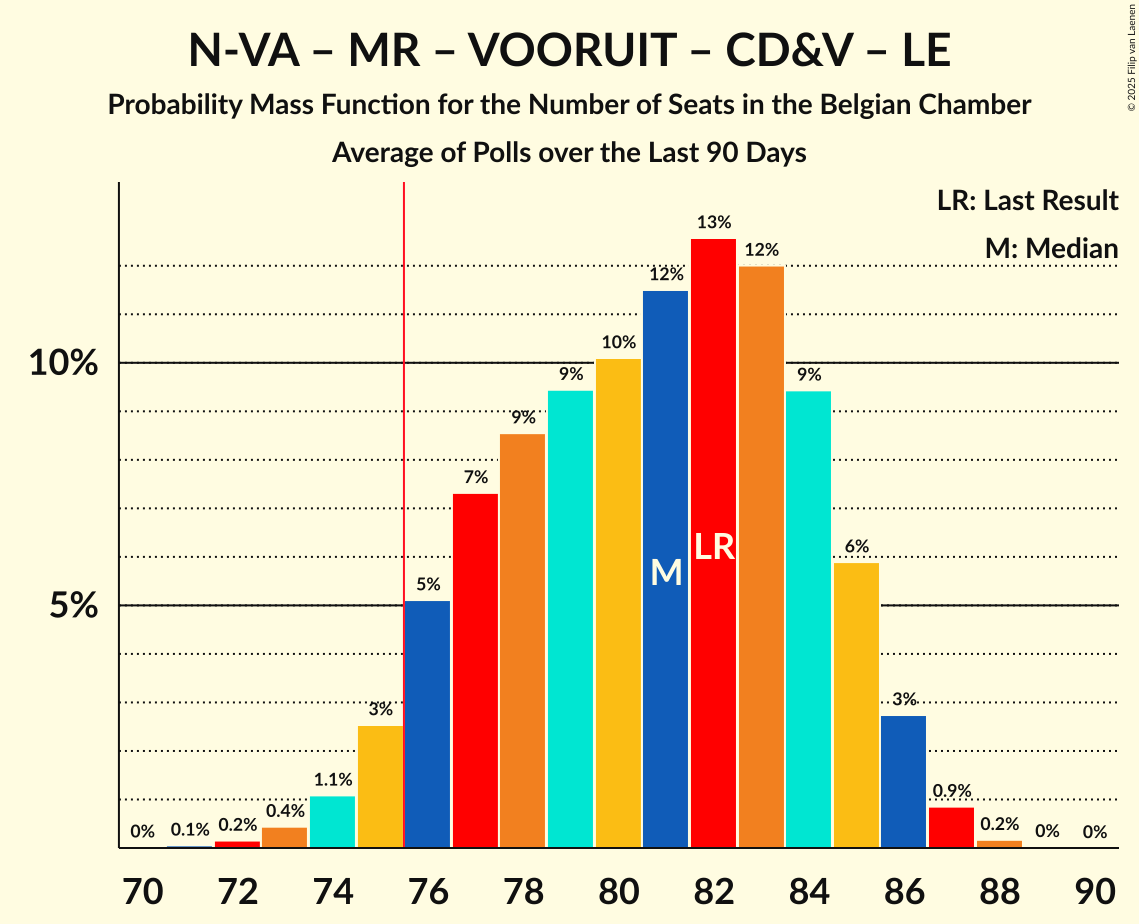 N-VA – MR – VOORUIT – CD&V – LE
Probability Mass Function for the Number of Seats in the Belgian Chamber
Average of Polls over the Last 90 Days
© 2025 Filip van Laenen
LR: Last Result
M: Median
13%
12%
12%
10%
10%
9%
9%
9%
7%
M
LR
6%
5%
5%
3%
3%
1.1%
0.9%
0.4%
0%
0.1%
0.2%
0.2%
0%
0%
70 72 74 76 78 80 82 84 86 88 90